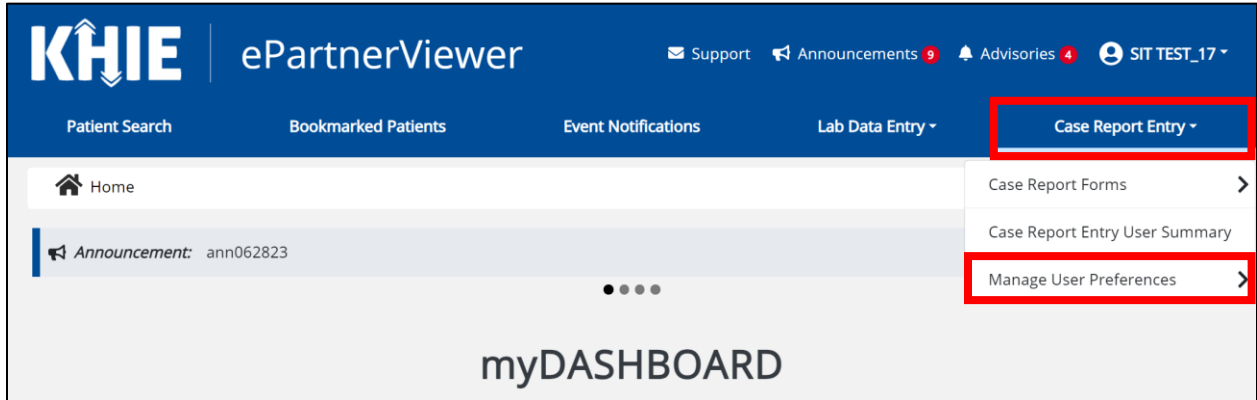 KHIE ePartnerViewer
Support Announcements 9 Advisories 4 SIT TEST_17
Patient Search Bookmarked Patients Event Notifications Lab Data Entry Case Report Entry
Home
Case Report Forms
Case Report Entry User Summary
Announcement: ann062823
Manage User Preferences
myDASHBOARD